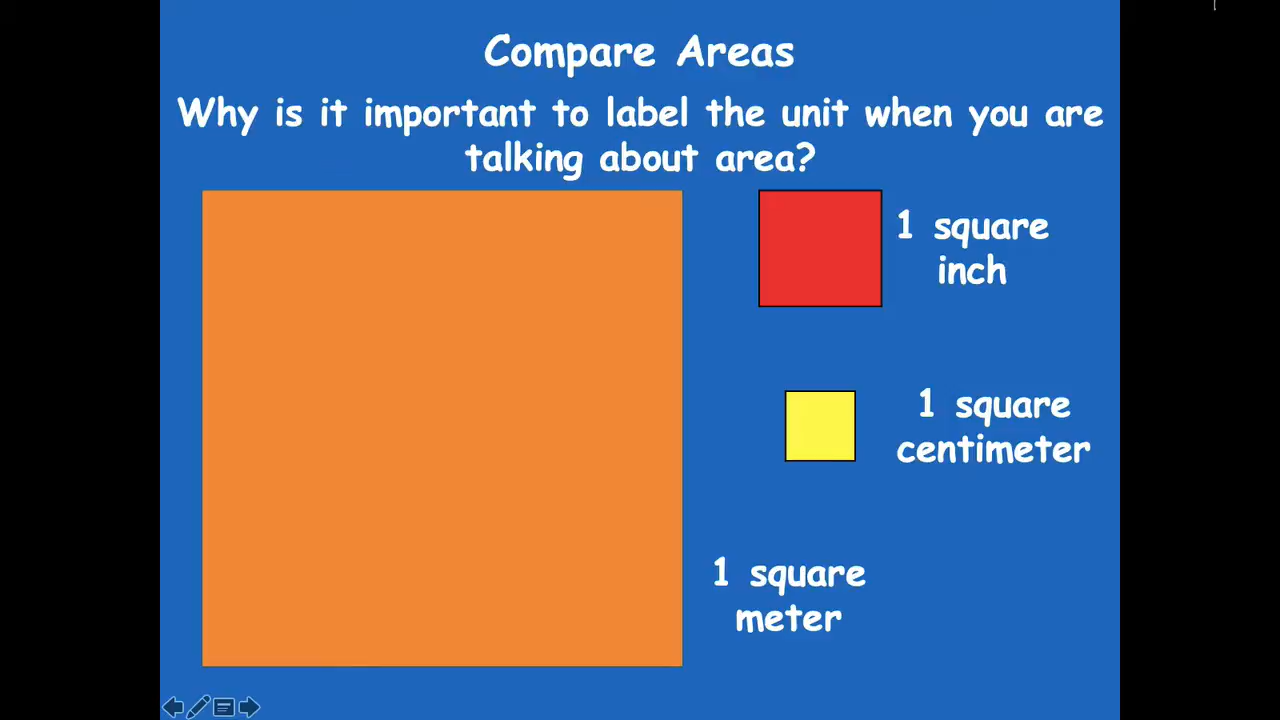 Compare Areas
Why is it important to label the unit when you are
talking about area?
1 square
inch
1 square
centimeter
1 square
meter